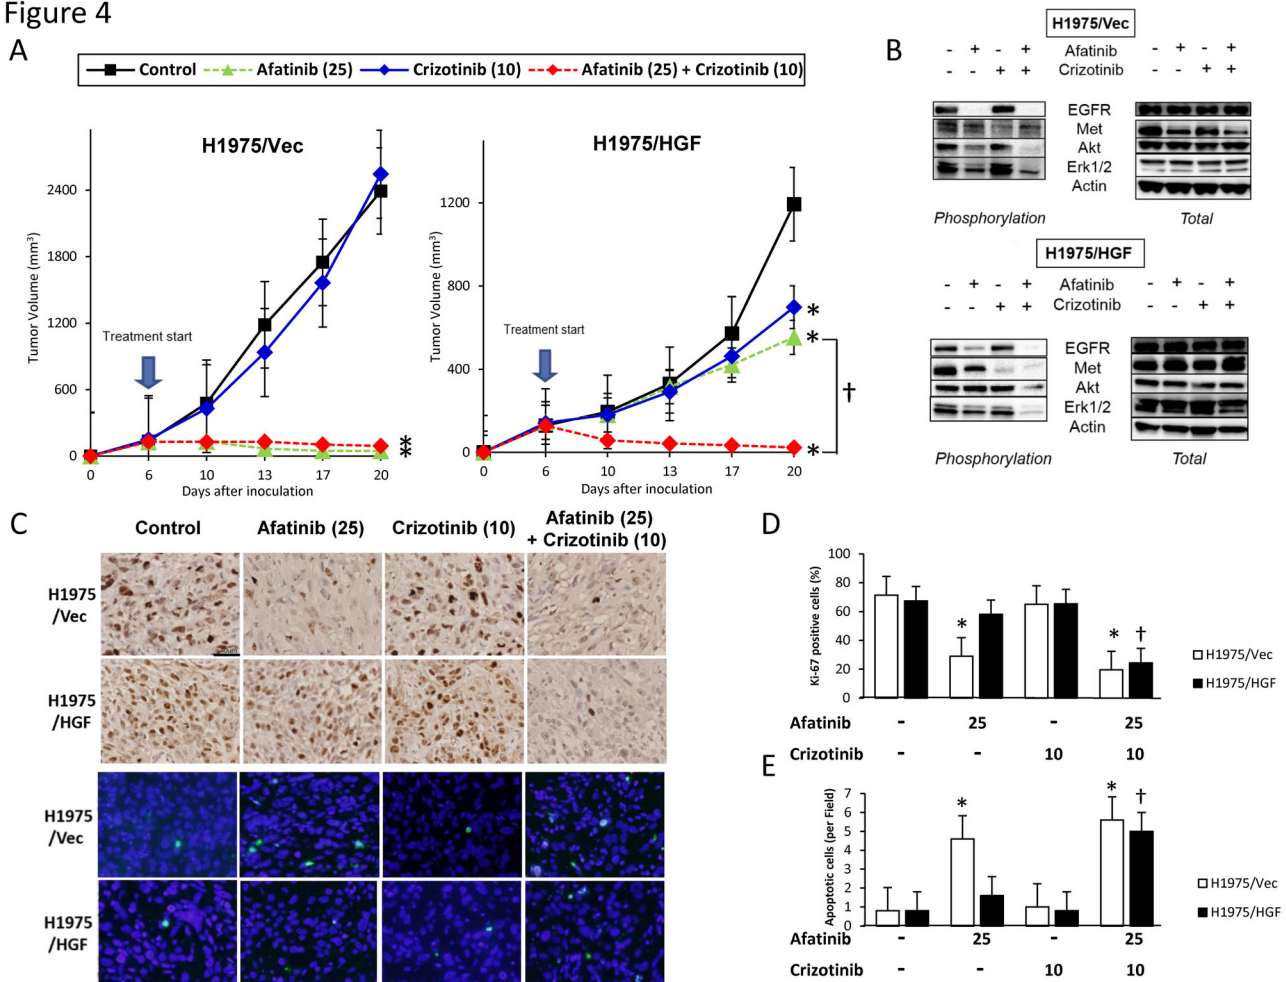 Figure 4
A
Control Afatinib (25) Crizotinib (10) Afatinib (25) + Crizotinib (10)
H1975/Vec
Tumor Volume (mm³)
2400
1800
1200
600
0
Treatment start
*
*
0 6 10 13 17 20
Days after inoculation
H1975/HGF
Tumor Volume (mm³)
1200
800
400
0
Treatment start
*
*
†
*
0 6 10 13 17 20
Days after inoculation
B
H1975/Vec
- + - + Afatinib - + - +
- - + + Crizotinib - - + +
EGFR
Met
Akt
Erk1/2
Actin
Phosphorylation Total
H1975/HGF
- + - + Afatinib - + - +
- - + + Crizotinib - - + +
EGFR
Met
Akt
Erk1/2
Actin
Phosphorylation Total
C
Control Afatinib (25) Crizotinib (10) Afatinib (25)
+ Crizotinib (10)
H1975
/Vec
H1975
/HGF
H1975
/Vec
H1975
/HGF
D
Ki-67 positive cells (%)
100
80
60
40
20
0
* * †
H1975/Vec
H1975/HGF
Afatinib - 25 - 25
Crizotinib - - 10 10
E
Apoptotic cells (per Field)
7
6
5
4
3
2
1
0
* * †
H1975/Vec
H1975/HGF
Afatinib - 25 - 25
Crizotinib - - 10 10